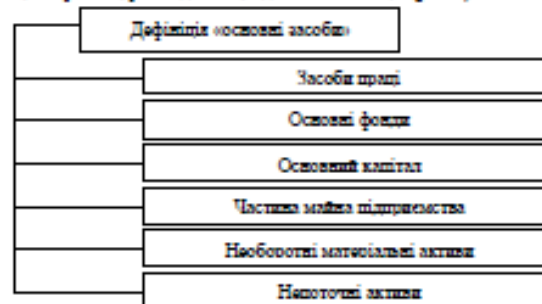 Дефініція «основні засоби»
Засоби праці
Основні фонди
Основний капітал
Частина майна підприємства
Необоротні матеріальні активи
Непоточні активи